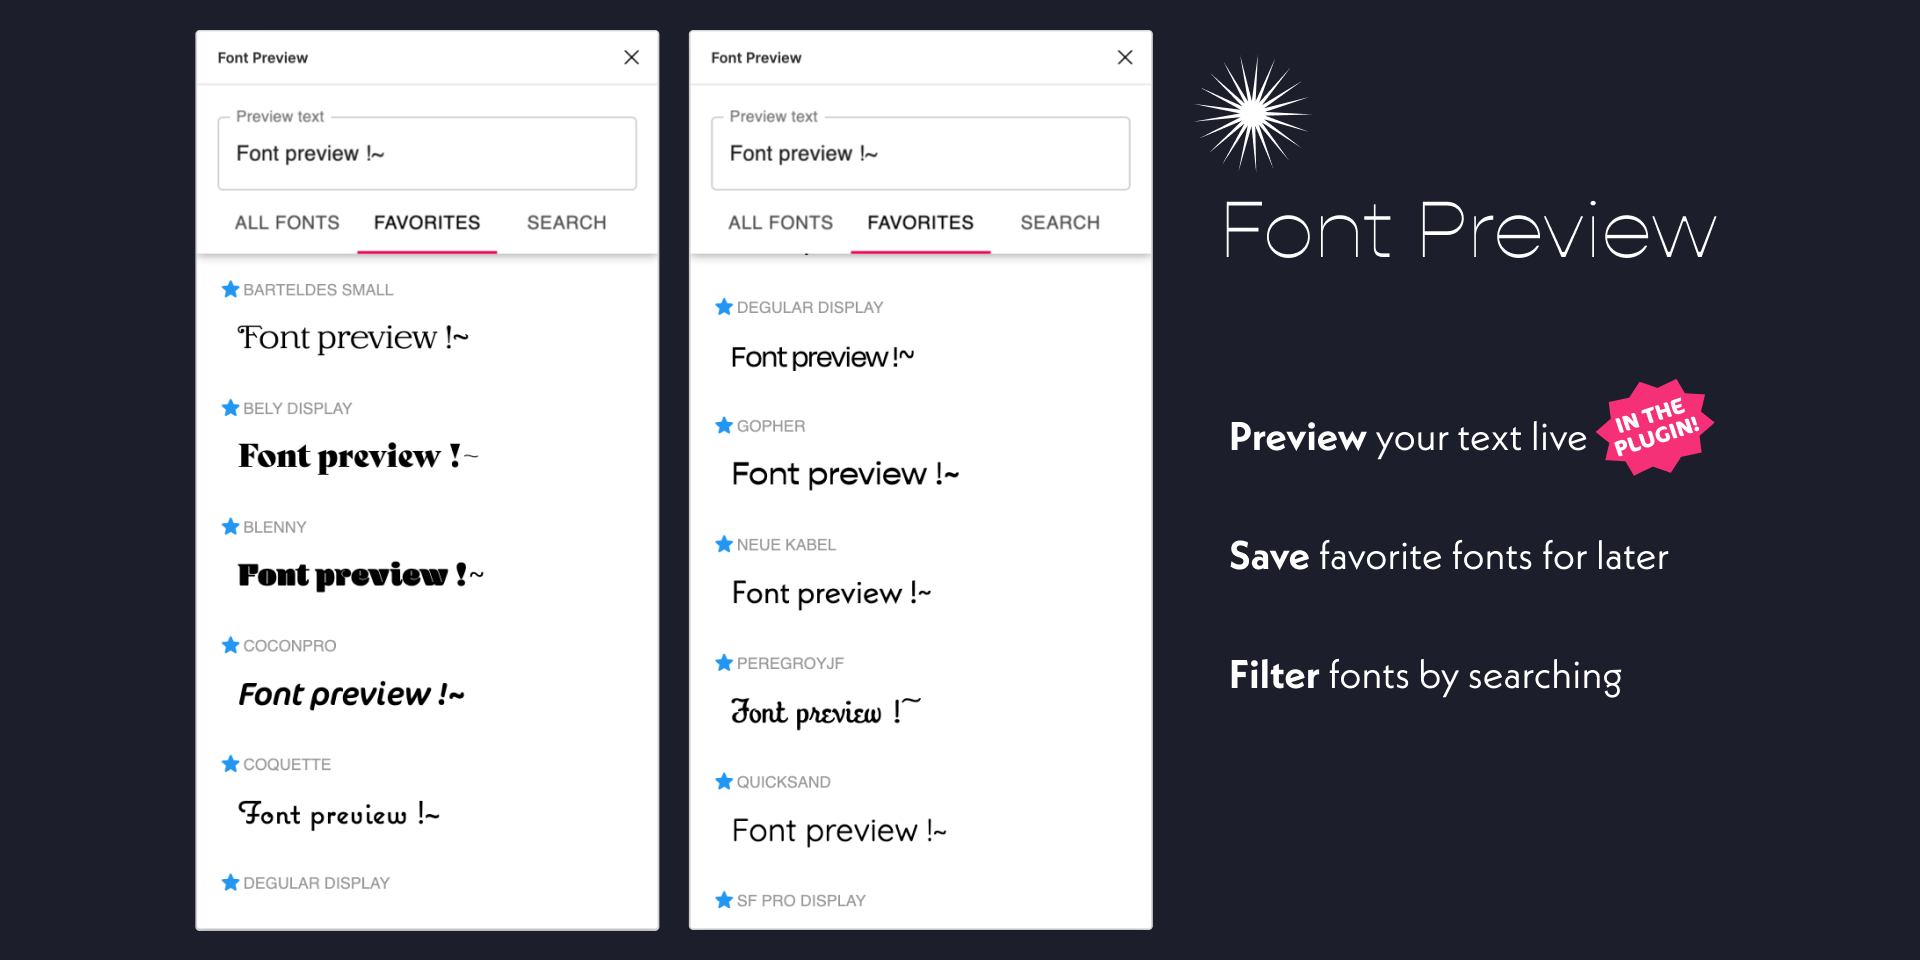 Font Preview
Preview text
Font preview !~
ALL FONTS FAVORITES SEARCH
BARTELDES SMALL
Font preview !~
BELY DISPLAY
Font preview !~
BLENNY
Font preview !~
COCONPRO
Font preview !~
COQUETTE
Font preview !~
DEGULAR DISPLAY
Font Preview
Preview text
Font preview !~
ALL FONTS FAVORITES SEARCH
DEGULAR DISPLAY
Font preview !~
GOPHER
Font preview !~
NEUE KABEL
Font preview !~
PEREGROYJF
Font preview !~
QUICKSAND
Font preview !~
SF PRO DISPLAY
Font Preview
Preview your text live
IN THE
PLUGIN!
Save favorite fonts for later
Filter fonts by searching